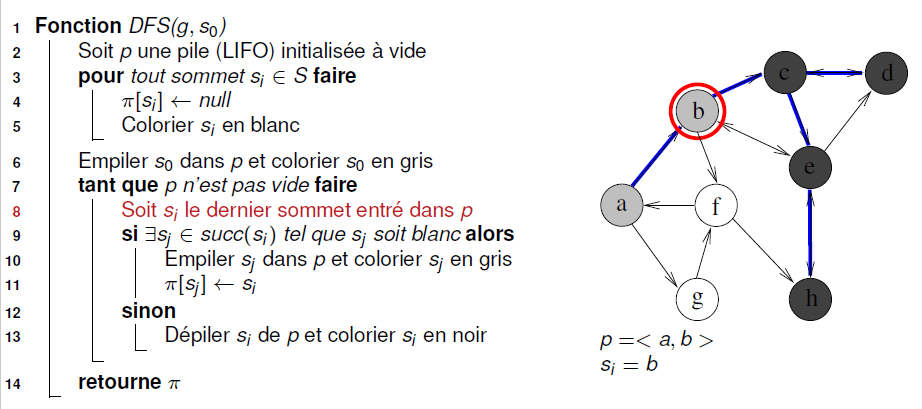 1 Fonction DFS(g, s₀)
2 Soit p une pile (LIFO) initialisée à vide
3 pour tout sommet sᵢ ∈ S faire
4 π[sᵢ] ← null
5 Colorier sᵢ en blanc
6 Empiler s₀ dans p et colorier s₀ en gris
7 tant que p n'est pas vide faire
8 Soit sᵢ le dernier sommet entré dans p
9 si ∃sⱼ ∈ succ(sᵢ) tel que sⱼ soit blanc alors
10 Empiler sⱼ dans p et colorier sⱼ en gris
11 π[sⱼ] ← sᵢ
12 sinon
13 Dépiler sᵢ de p et colorier sᵢ en noir
14 retourne π
c
d
b
e
a
f
g
h
p =< a, b >
sᵢ = b